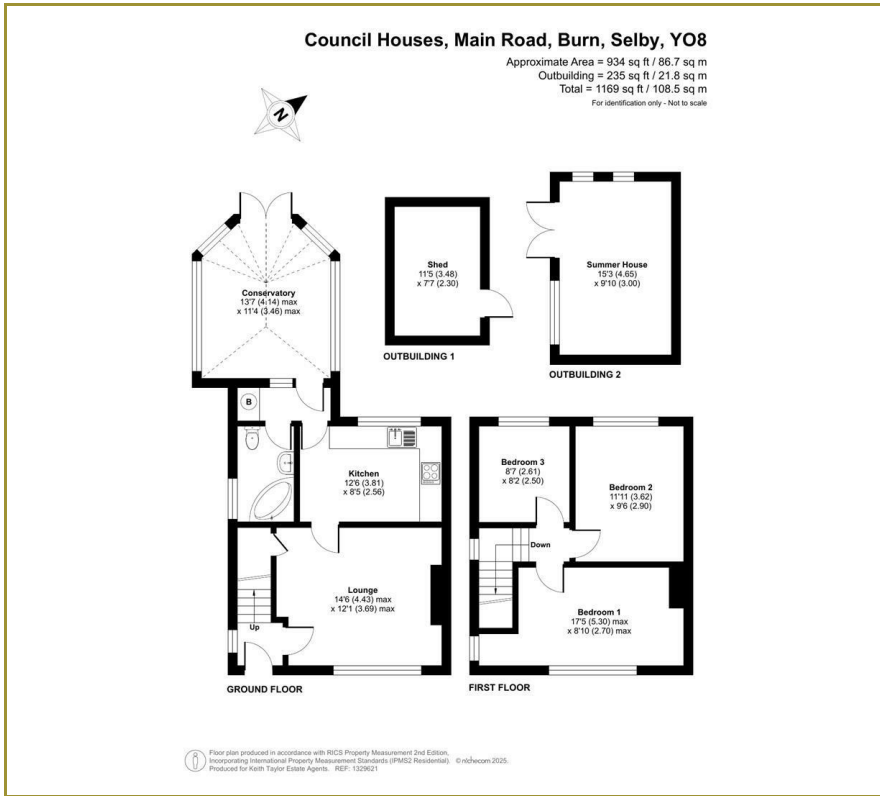 Council Houses, Main Road, Burn, Selby, YO8
Approximate Area = 934 sq ft / 86.7 sq m
Outbuilding = 235 sq ft / 21.8 sq m
Total = 1169 sq ft / 108.5 sq m
For identification only - Not to scale
N
Conservatory
13'7 (4.14) max
x 11'4 (3.46) max
Shed
11'5 (3.48)
x 7'7 (2.30)
OUTBUILDING 1
Summer House
15'3 (4.65)
x 9'10 (3.00)
OUTBUILDING 2
B
Kitchen
12'6 (3.81)
x 8'5 (2.56)
Lounge
14'6 (4.43) max
x 12'1 (3.69) max
Up
GROUND FLOOR
Bedroom 3
8'7 (2.61)
x 8'2 (2.50)
Bedroom 2
11'11 (3.62)
x 9'6 (2.90)
Down
Bedroom 1
17'5 (5.30) max
x 8'10 (2.70) max
FIRST FLOOR
Floor plan produced in accordance with RICS Property Measurement 2nd Edition,
Incorporating International Property Measurement Standards (IPMS2 Residential). © nichecom 2025.
Produced for Keith Taylor Estate Agents. REF: 1329621